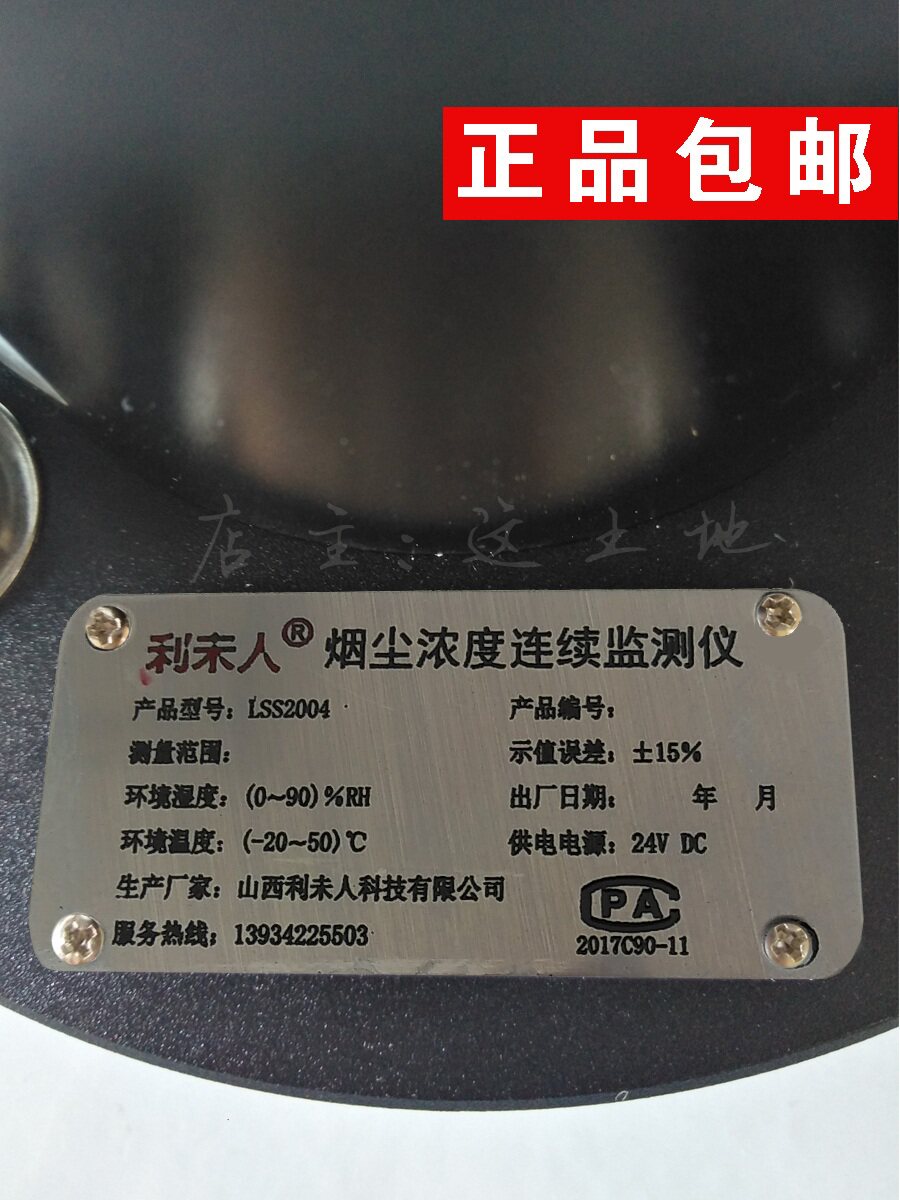 正品包邮
店主:这土地
利未人® 烟尘浓度连续监测仪
产品型号: LSS2004 产品编号:
测量范围: 示值误差: ±15%
环境湿度: (0~90)%RH 出厂日期: 年 月
环境温度: (-20~50)℃ 供电电源: 24V DC
生产厂家: 山西利未人科技有限公司
CPA
服务热线: 13934225503 2017C90-11